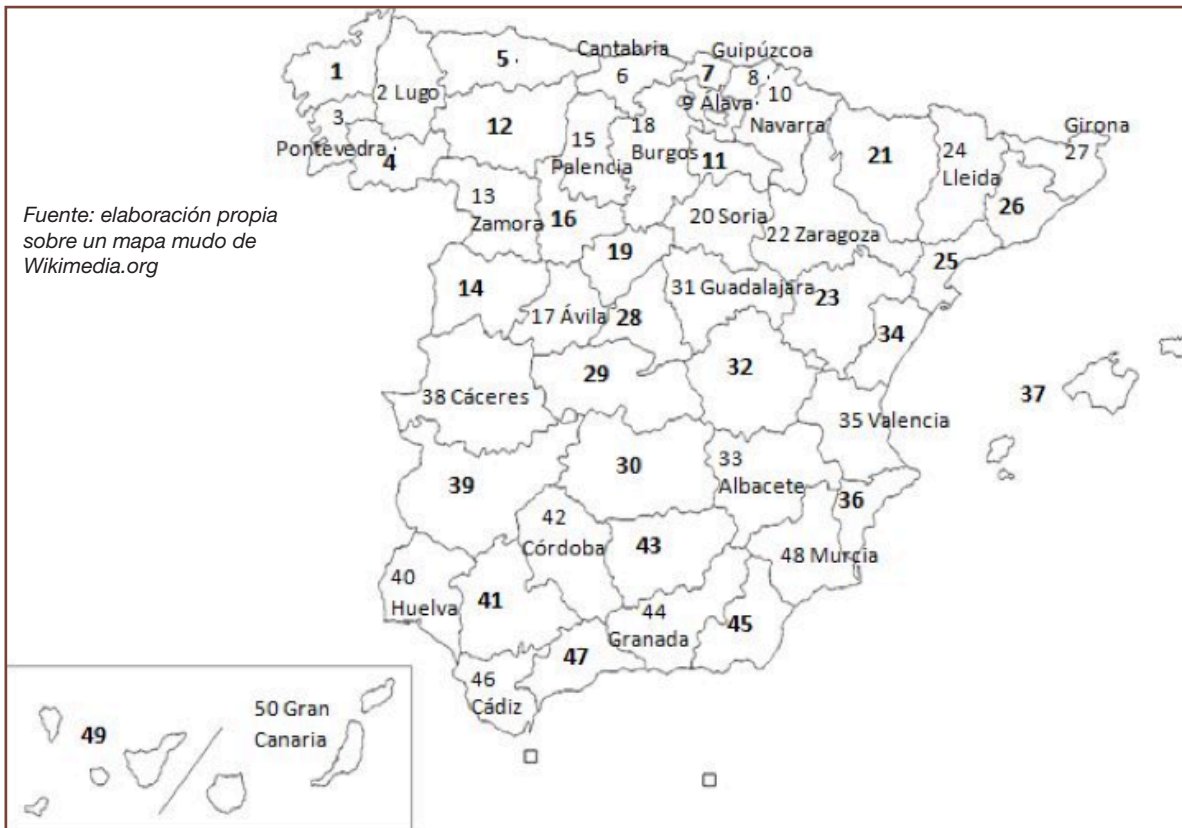 Cantabria
Guipúzcoa
5
6
7
8
1
2 Lugo
9 Álava
10
3
12
18
Navarra
Girona
Pontevedra
4
15
Burgos
11
21
24
27
Palencia
Lleida
13
Zamora
16
20 Soria
26
Fuente: elaboración propia
sobre un mapa mudo de
Wikimedia.org
22 Zaragoza
19
25
14
31 Guadalajara
23
17 Ávila
28
34
32
29
37
38 Cáceres
35 Valencia
39
30
33
Albacete
36
42
Córdoba
43
48 Murcia
40
Huelva
41
44
Granada
45
47
46
Cádiz
49
50 Gran
Canaria